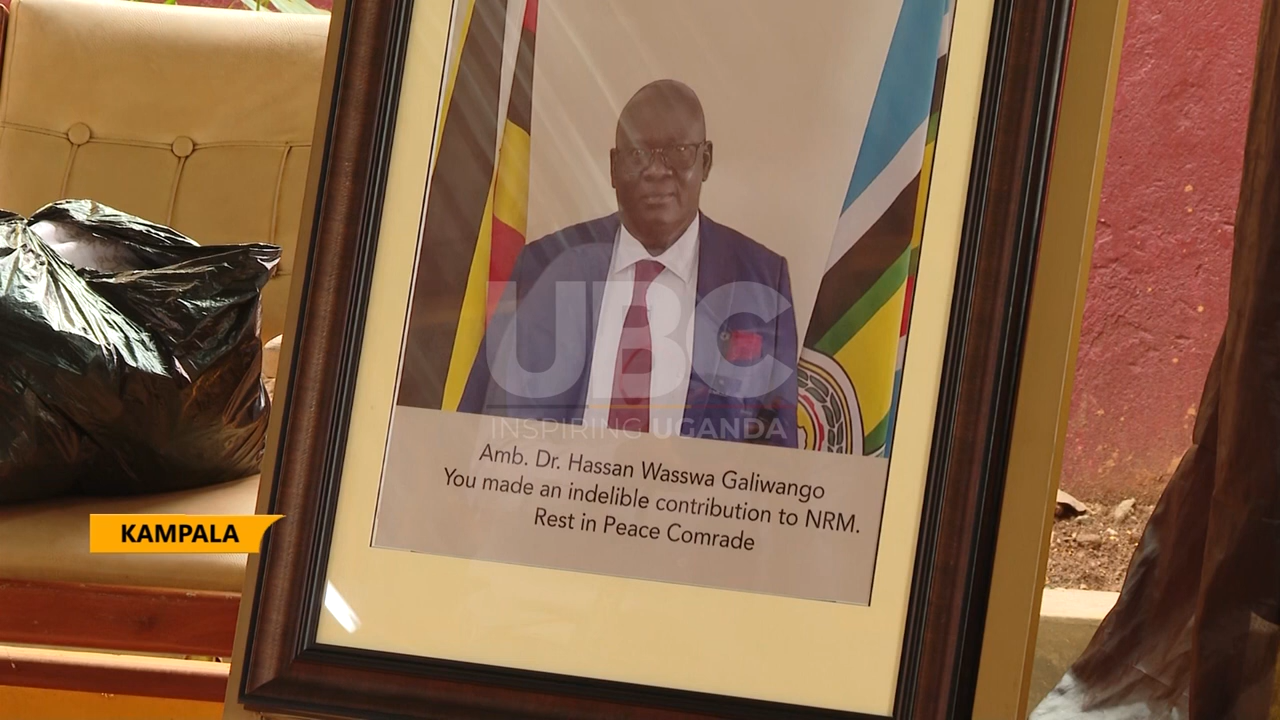 UBC
INSPIRING UGANDA
Amb. Dr. Hassan Wasswa Galiwango
You made an indelible contribution to NRM.
Rest in Peace Comrade
KAMPALA